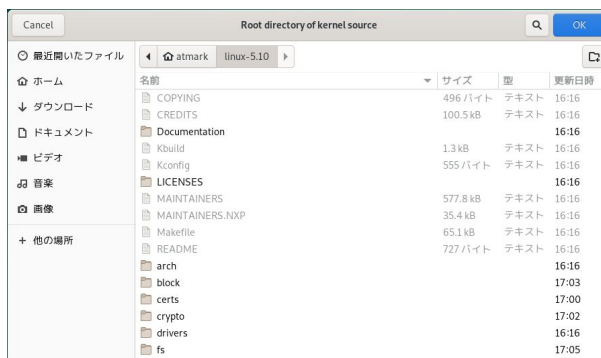 Cancel Root directory of kernel source OK
最近開いたファイル atmark linux-5.10
ホーム 名前 サイズ 型 更新日時
COPYING 496 バイト テキスト 16:16
ダウンロード CREDITS 100.5 kB テキスト 16:16
ドキュメント Documentation 16:16
Kbuild 1.3 kB テキスト 16:16
ビデオ Kconfig 555 バイト テキスト 16:16
音楽 LICENSES 16:16
MAINTAINERS 577.8 kB テキスト 16:16
画像 MAINTAINERS.NXP 35.4 kB テキスト 16:16
Makefile 65.1 kB テキスト 16:16
+ 他の場所 README 727 バイト テキスト 16:16
arch 16:16
block 17:03
certs 17:00
crypto 17:02
drivers 16:16
fs 17:05